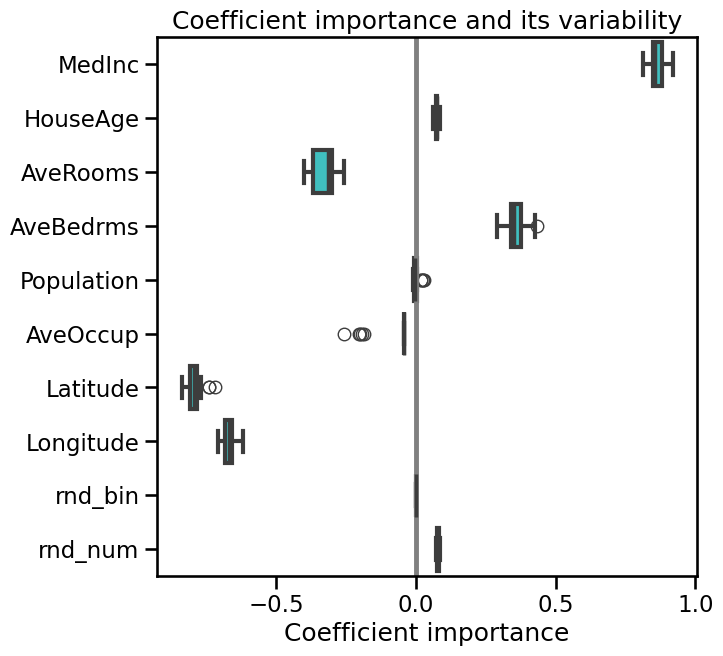 Coefficient importance and its variability
MedInc
HouseAge
AveRooms
AveBedrms
Population
AveOccup
Latitude
Longitude
rnd_bin
rnd_num
−0.5 0.0 0.5 1.0
Coefficient importance